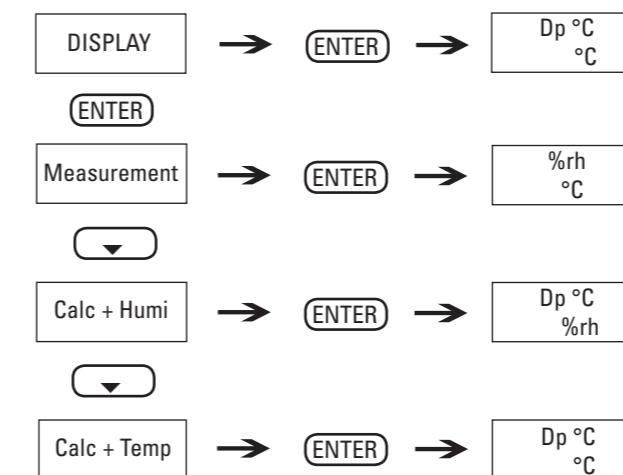 DISPLAY ENTER Dp °C
°C
ENTER
Measurement ENTER %rh
°C
Calc + Humi ENTER Dp °C
%rh
Calc + Temp ENTER Dp °C
°C